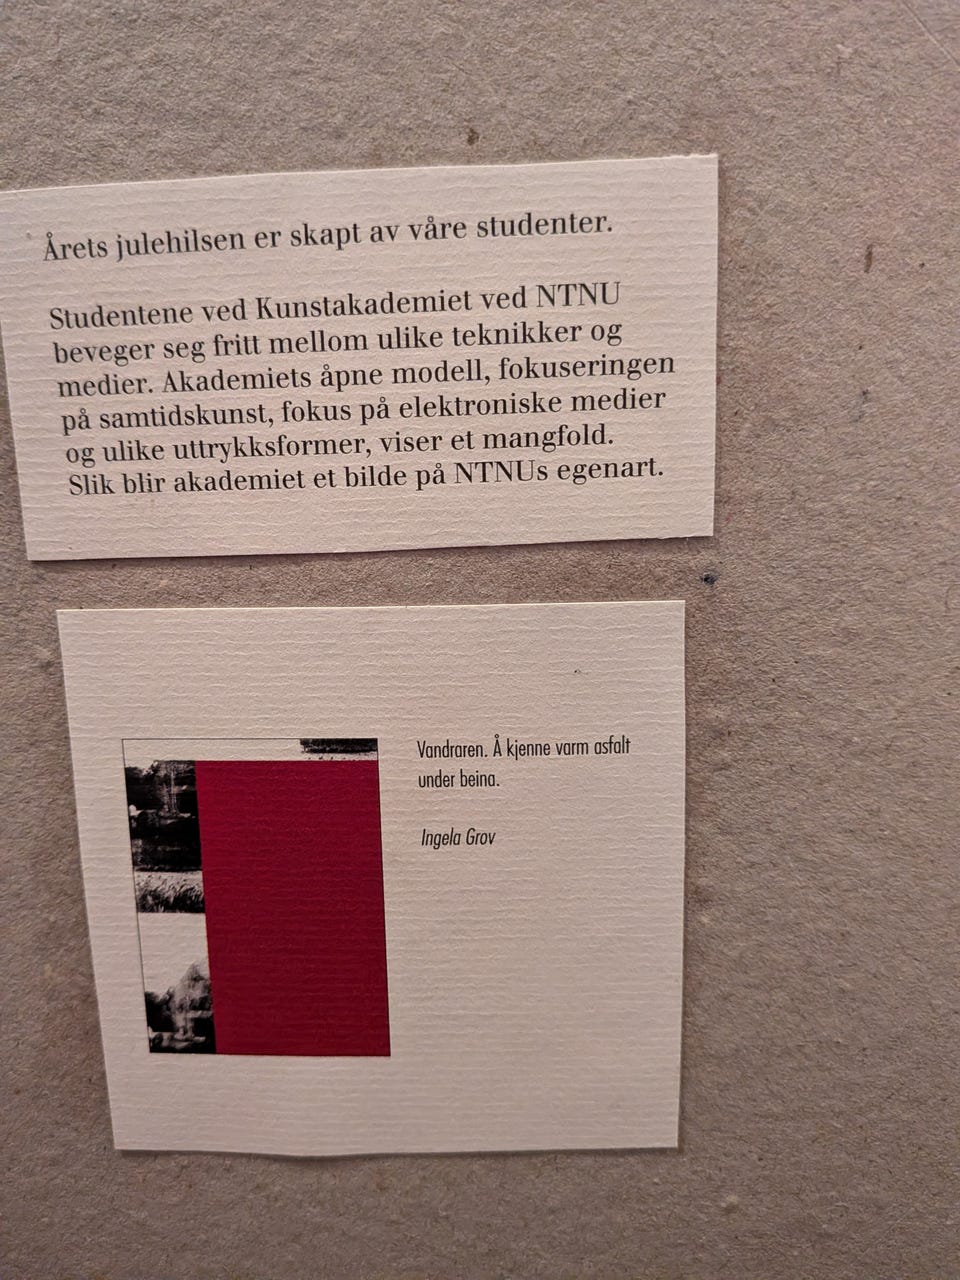 Årets julehilsen er skapt av våre studenter.
Studentene ved Kunstakademiet ved NTNU
beveger seg fritt mellom ulike teknikker og
medier. Akademiets åpne modell, fokuseringen
på samtidskunst, fokus på elektroniske medier
og ulike uttrykksformer, viser et mangfold.
Slik blir akademiet et bilde på NTNUs egenart.
Vandraren. Å kjenne varm asfalt
under beina.
Ingela Grov